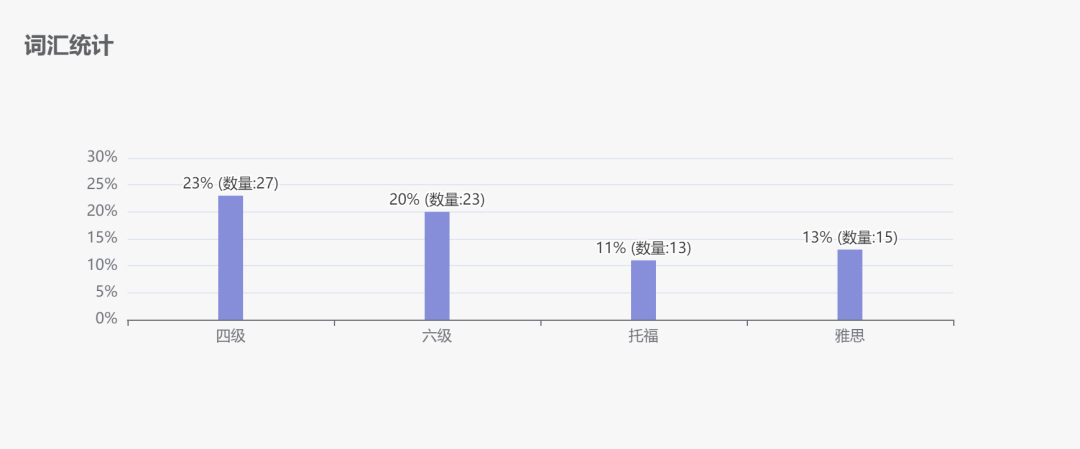 词汇统计
30%
25%
20%
15%
10%
5%
0%
23% (数量:27)
20% (数量:23)
11% (数量:13)
13% (数量:15)
四级
六级
托福
雅思